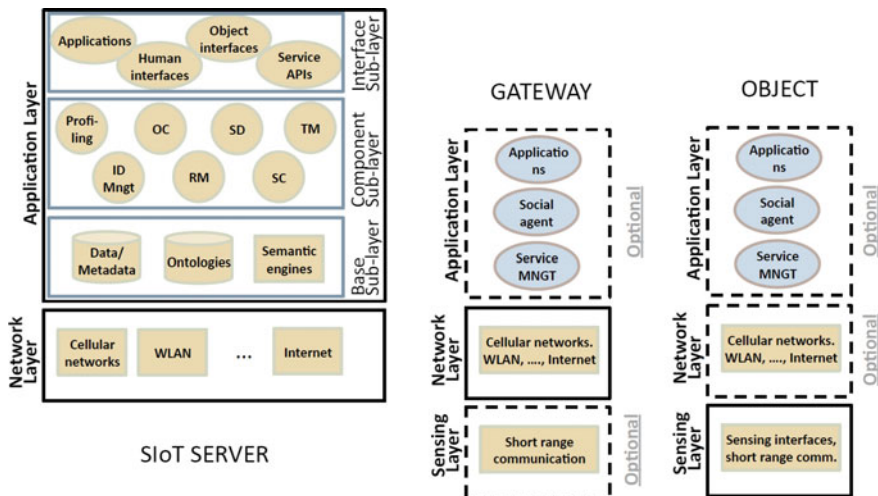 Application Layer
Applications
Human
interfaces
Object
interfaces
Service
APIs
Interface
Sub-layer
Profi-
ling
OC
SD
TM
ID
Mngt
RM
SC
Component
Sub-layer
Data/
Metadata
Ontologies
Semantic
engines
Base
Sub-layer
Network
Layer
Cellular
networks
WLAN
...
Internet
SIoT SERVER
GATEWAY
Application Layer
Applicatio
ns
Social
agent
Service
MNGT
Optional
Network
Layer
Cellular networks.
WLAN, ...., Internet
Sensing
Layer
Short range
communication
Optional
OBJECT
Application Layer
Applicatio
ns
Social
agent
Service
MNGT
Optional
Network
Layer
Cellular networks.
WLAN, ...., Internet
Optional
Sensing
Layer
Sensing interfaces,
short range comm.